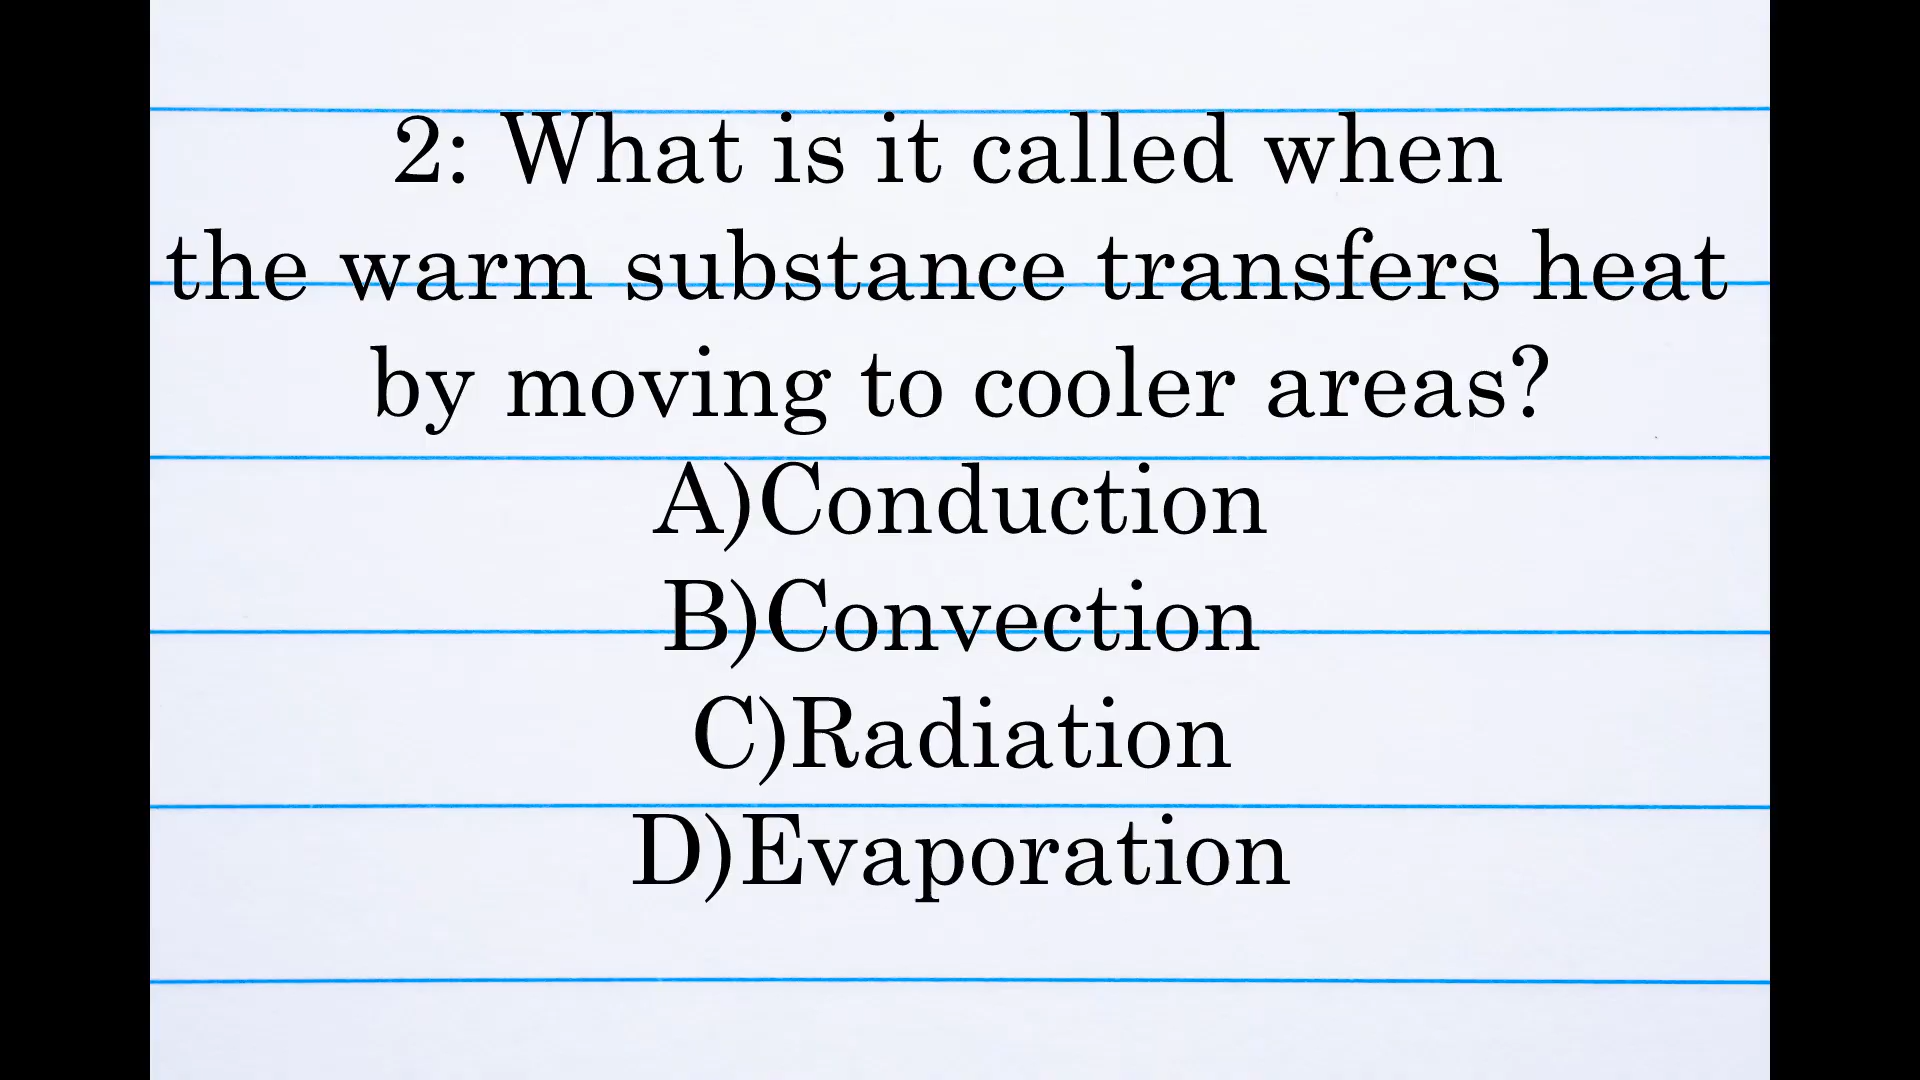 2: What is it called when
the warm substance transfers heat
by moving to cooler areas?
A)Conduction
B)Convection
C)Radiation
D)Evaporation